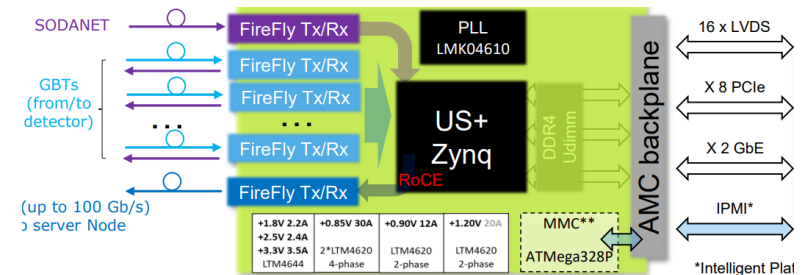 SODANET
FireFly Tx/Rx
PLL
LMK04610
16 x LVDS
GBTs
(from/to
detector)
FireFly Tx/Rx
FireFly Tx/Rx
...
...
FireFly Tx/Rx
US+
Zynq
DDR4
Udimm
AMC backplane
X 8 PCIe
X 2 GbE
RoCE
FireFly Tx/Rx
(up to 100 Gb/s)
o server Node
IPMI*
+1.8V 2.2A
+2.5V 2.4A
+3.3V 3.5A
LTM4644
+0.85V 30A
2*LTM4620
4-phase
+0.90V 12A
LTM4620
2-phase
+1.20V 20A
LTM4620
2-phase
MMC**
ATMega328P
*Intelligent Plat